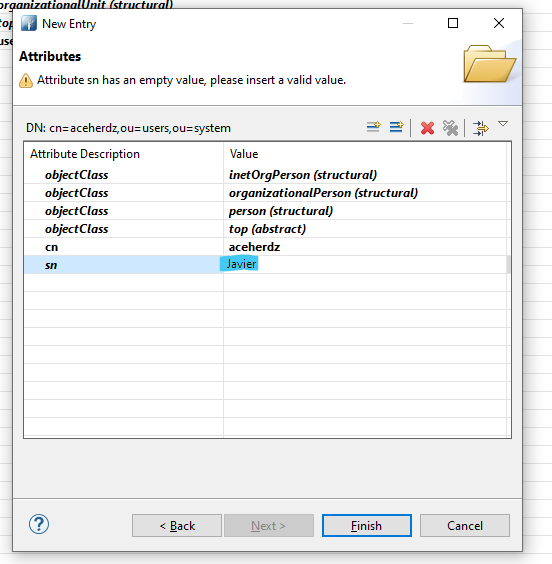 organizationalUnit (structural)
top
use
New Entry
Attributes
Attribute sn has an empty value, please insert a valid value.
DN: cn=aceherdz,ou=users,ou=system
Attribute Description Value
objectClass inetOrgPerson (structural)
objectClass organizationalPerson (structural)
objectClass person (structural)
objectClass top (abstract)
cn aceherdz
sn Javier
?
< Back Next > Finish Cancel